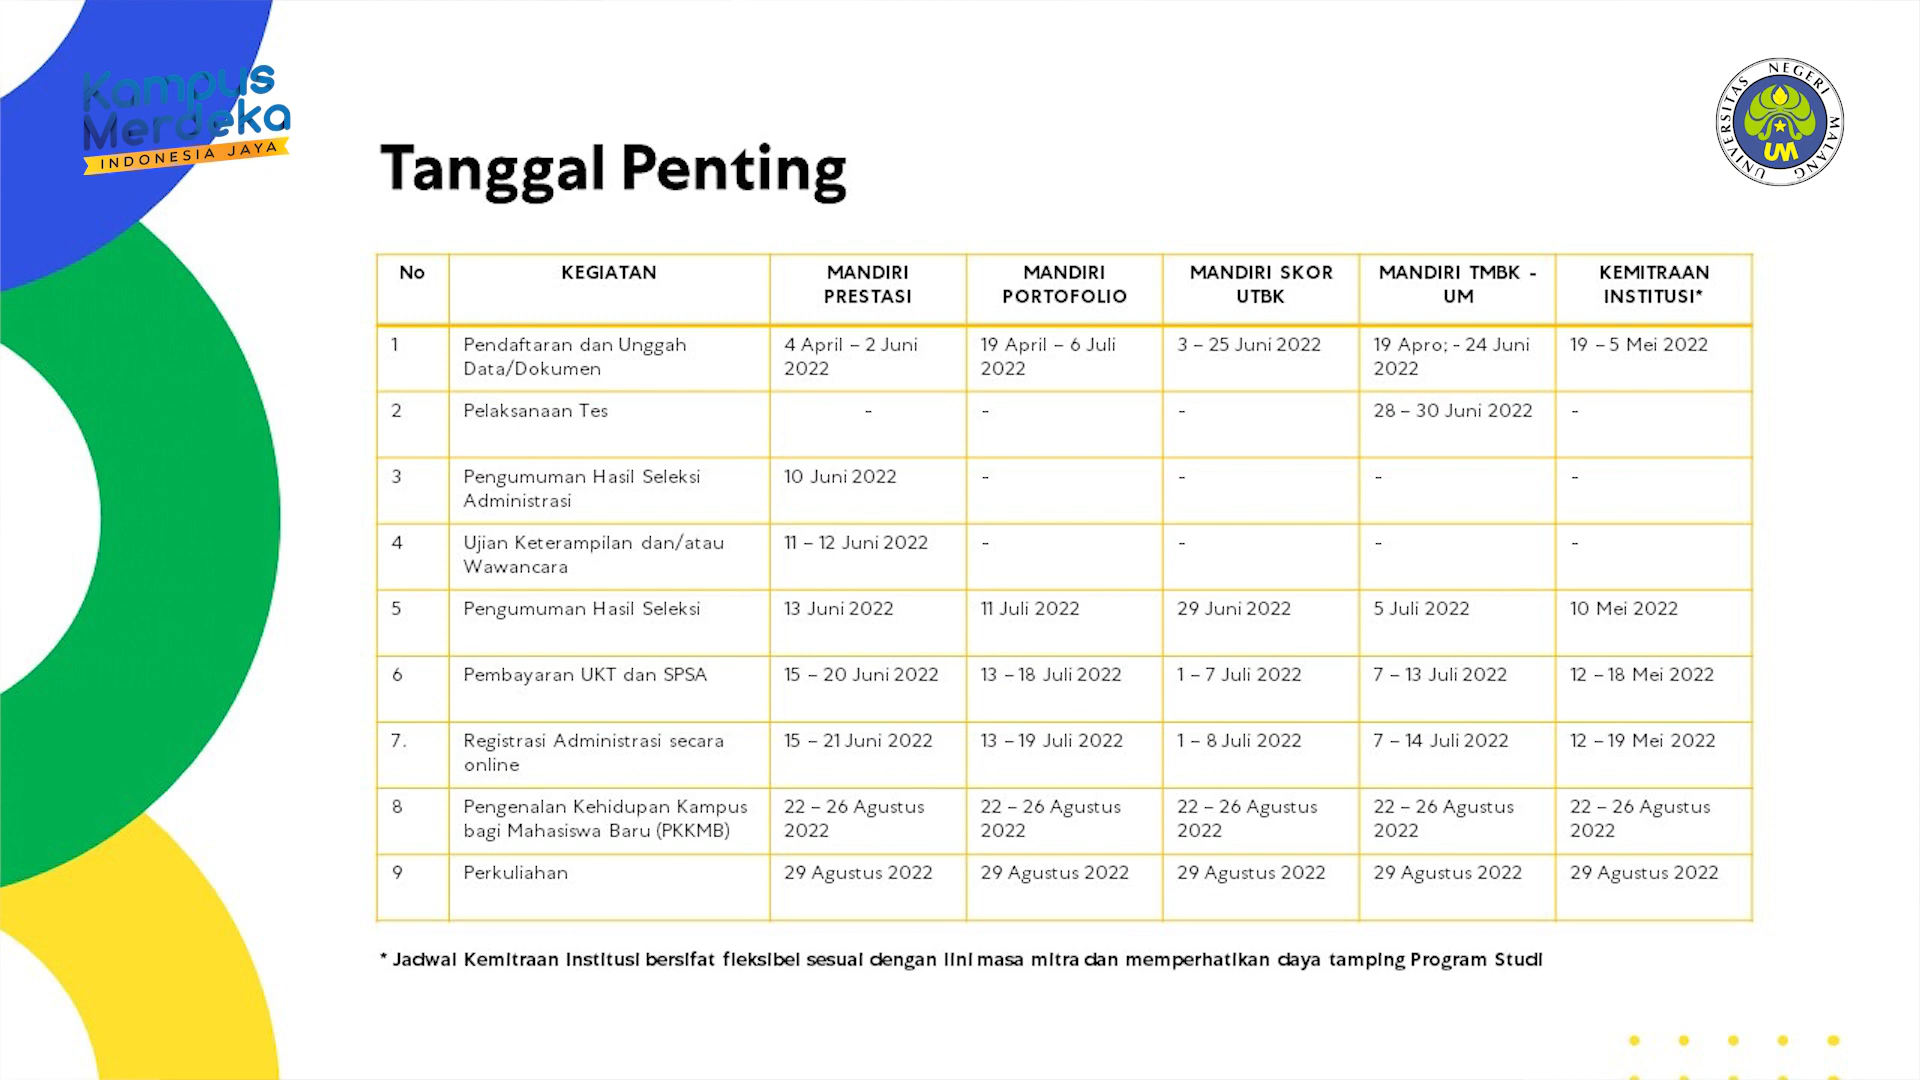 Kampus
Merdeka
INDONESIA JAYA
UNIVERSITAS NEGERI MALANG
UM
Tanggal Penting
No KEGIATAN MANDIRI PRESTASI MANDIRI PORTOFOLIO MANDIRI SKOR UTBK MANDIRI TMBK - UM KEMITRAAN INSTITUSI*
1 Pendaftaran dan Unggah Data/Dokumen 4 April – 2 Juni 2022 19 April – 6 Juli 2022 3 – 25 Juni 2022 19 Apro; - 24 Juni 2022 19 – 5 Mei 2022
2 Pelaksanaan Tes - - - 28 – 30 Juni 2022 -
3 Pengumuman Hasil Seleksi Administrasi 10 Juni 2022 - - - -
4 Ujian Keterampilan dan/atau Wawancara 11 – 12 Juni 2022 - - - -
5 Pengumuman Hasil Seleksi 13 Juni 2022 11 Juli 2022 29 Juni 2022 5 Juli 2022 10 Mei 2022
6 Pembayaran UKT dan SPSA 15 – 20 Juni 2022 13 – 18 Juli 2022 1 – 7 Juli 2022 7 – 13 Juli 2022 12 – 18 Mei 2022
7. Registrasi Administrasi secara online 15 – 21 Juni 2022 13 – 19 Juli 2022 1 – 8 Juli 2022 7 – 14 Juli 2022 12 – 19 Mei 2022
8 Pengenalan Kehidupan Kampus bagi Mahasiswa Baru (PKKMB) 22 – 26 Agustus 2022 22 – 26 Agustus 2022 22 – 26 Agustus 2022 22 – 26 Agustus 2022 22 – 26 Agustus 2022
9 Perkuliahan 29 Agustus 2022 29 Agustus 2022 29 Agustus 2022 29 Agustus 2022 29 Agustus 2022
* Jadwal Kemitraan Institusi bersifat fleksibel sesuai dengan lini masa mitra dan memperhatikan daya tamping Program Studi